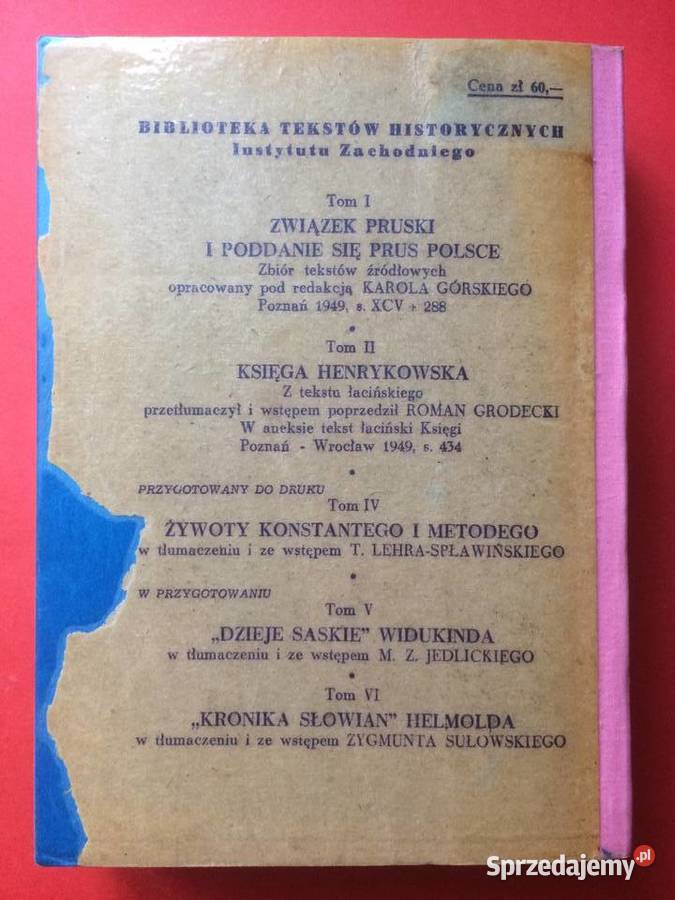 Cena zł 60,—
BIBLIOTEKA TEKSTÓW HISTORYCZNYCH
Instytutu Zachodniego
Tom I
ZWIĄZEK PRUSKI
I PODDANIE SIĘ PRUS POLSCE
Zbiór tekstów źródłowych
opracowany pod redakcją KAROLA GÓRSKIEGO
Poznań 1949, s. XCV + 288
•
Tom II
KSIĘGA HENRYKOWSKA
Z tekstu łacińskiego
przetłumaczył i wstępem poprzedził ROMAN GRODECKI
W aneksie tekst łaciński Księgi
Poznań - Wrocław 1949, s. 434
•
PRZYGOTOWANY DO DRUKU
Tom IV
ŻYWOTY KONSTANTEGO I METODEGO
w tłumaczeniu i ze wstępem T. LEHRA-SPŁAWIŃSKIEGO
•
W PRZYGOTOWANIU
Tom V
„DZIEJE SASKIE” WIDUKINDA
w tłumaczeniu i ze wstępem M. Z. JEDLICKIEGO
•
Tom VI
„KRONIKA SŁOWIAN” HELMOLDA
w tłumaczeniu i ze wstępem ZYGMUNTA SUŁOWSKIEGO
Sprzedajemy.pl